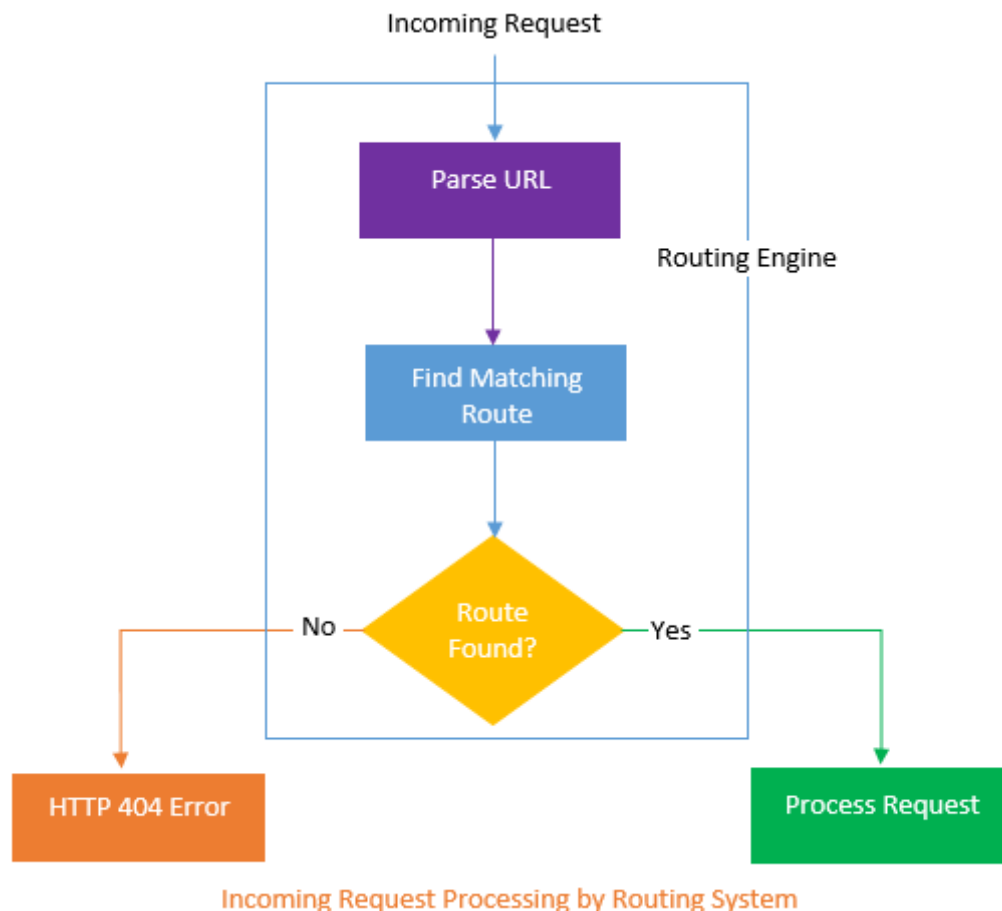 Incoming Request
Parse URL
Routing Engine
Find Matching
Route
Route
Found?
No
Yes
HTTP 404 Error
Process Request
Incoming Request Processing by Routing System